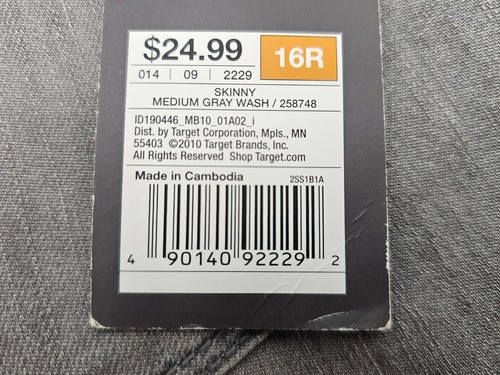 $24.99 16R
014 | 09 | 2229
SKINNY
MEDIUM GRAY WASH / 258748
ID190446_MB10_01A02_i
Dist. by Target Corporation, Mpls., MN
55403 ©2010 Target Brands, Inc.
All Rights Reserved Shop Target.com
Made in Cambodia 2SS1B1A
4 90140 92229 2